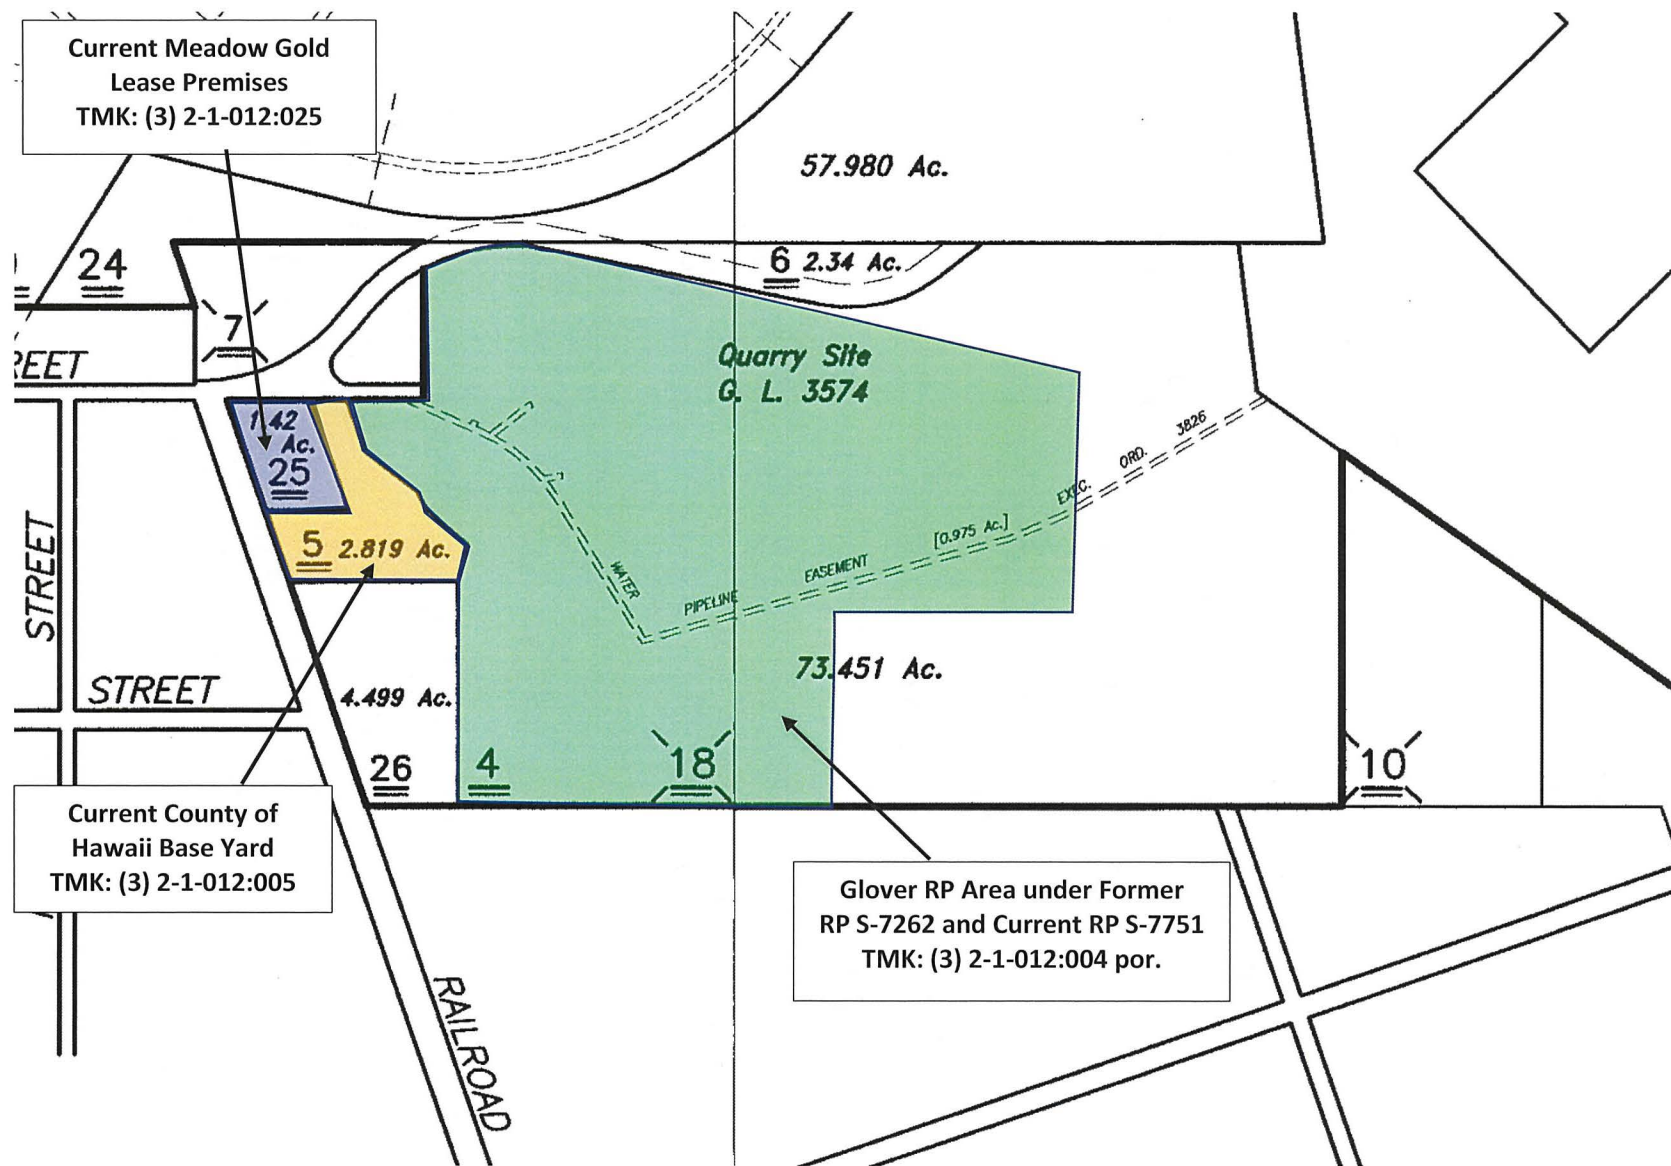 Current Meadow Gold
Lease Premises
TMK: (3) 2-1-012:025
57.980 Ac.
24
6 2.34 Ac.
7
REET
Quarry Site
G. L. 3574
1.42
Ac.
25
3826
ORD.
EXEC.
[0.975 Ac.]
EASEMENT
PIPELINE
WATER
5 2.819 Ac.
STREET
STREET
4.499 Ac.
73.451 Ac.
26
4
18
10
Current County of
Hawaii Base Yard
TMK: (3) 2-1-012:005
Glover RP Area under Former
RP S-7262 and Current RP S-7751
TMK: (3) 2-1-012:004 por.
RAILROAD